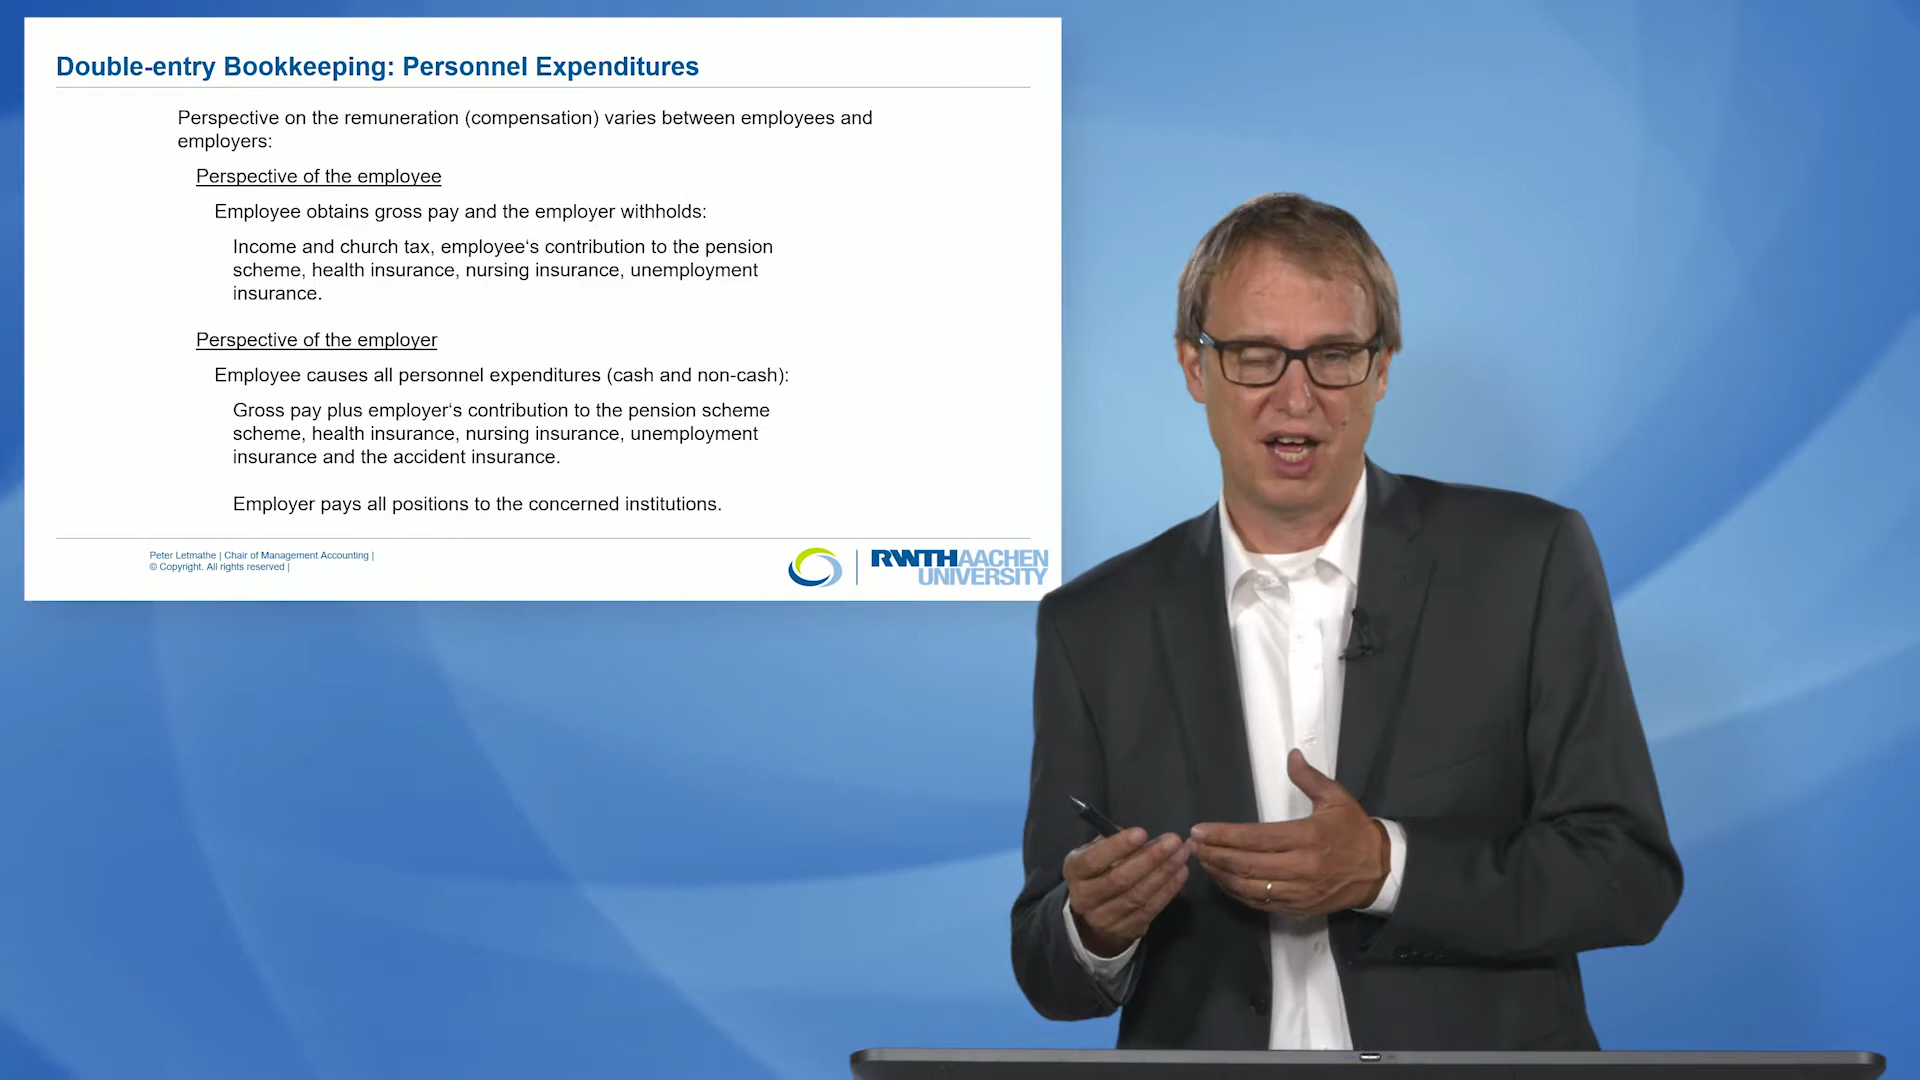 Double-entry Bookkeeping: Personnel Expenditures
Perspective on the remuneration (compensation) varies between employees and
employers:
Perspective of the employee
Employee obtains gross pay and the employer withholds:
Income and church tax, employee‘s contribution to the pension
scheme, health insurance, nursing insurance, unemployment
insurance.
Perspective of the employer
Employee causes all personnel expenditures (cash and non-cash):
Gross pay plus employer‘s contribution to the pension scheme
scheme, health insurance, nursing insurance, unemployment
insurance and the accident insurance.
Employer pays all positions to the concerned institutions.
Peter Letmathe | Chair of Management Accounting |
© Copyright. All rights reserved |
RWTH AACHEN
UNIVERSITY